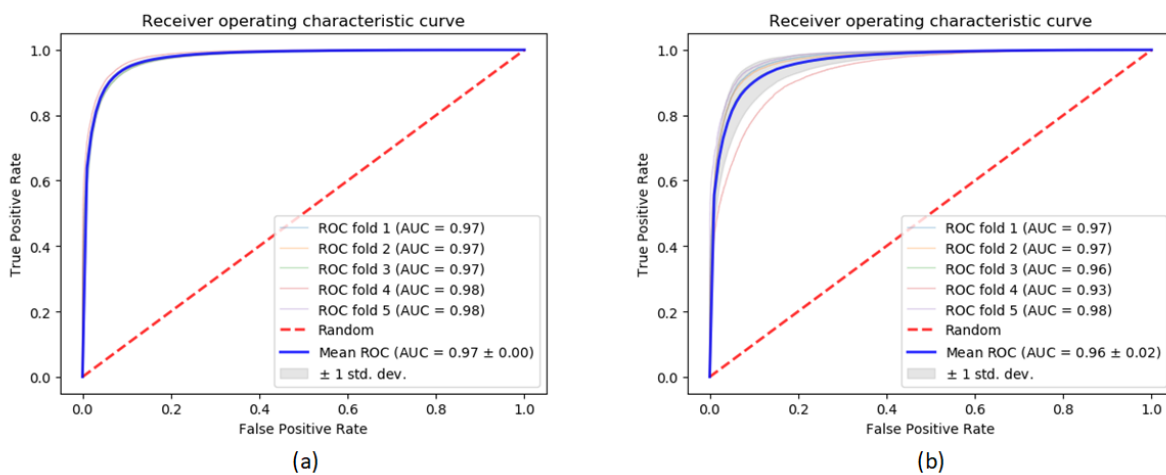 Receiver operating characteristic curve
1.0
0.8
0.6
0.4
0.2
0.0
True Positive Rate
0.0 0.2 0.4 0.6 0.8 1.0
False Positive Rate
ROC fold 1 (AUC = 0.97)
ROC fold 2 (AUC = 0.97)
ROC fold 3 (AUC = 0.97)
ROC fold 4 (AUC = 0.98)
ROC fold 5 (AUC = 0.98)
Random
Mean ROC (AUC = 0.97 ± 0.00)
± 1 std. dev.
(a)
Receiver operating characteristic curve
1.0
0.8
0.6
0.4
0.2
0.0
True Positive Rate
0.0 0.2 0.4 0.6 0.8 1.0
False Positive Rate
ROC fold 1 (AUC = 0.97)
ROC fold 2 (AUC = 0.97)
ROC fold 3 (AUC = 0.96)
ROC fold 4 (AUC = 0.93)
ROC fold 5 (AUC = 0.98)
Random
Mean ROC (AUC = 0.96 ± 0.02)
± 1 std. dev.
(b)